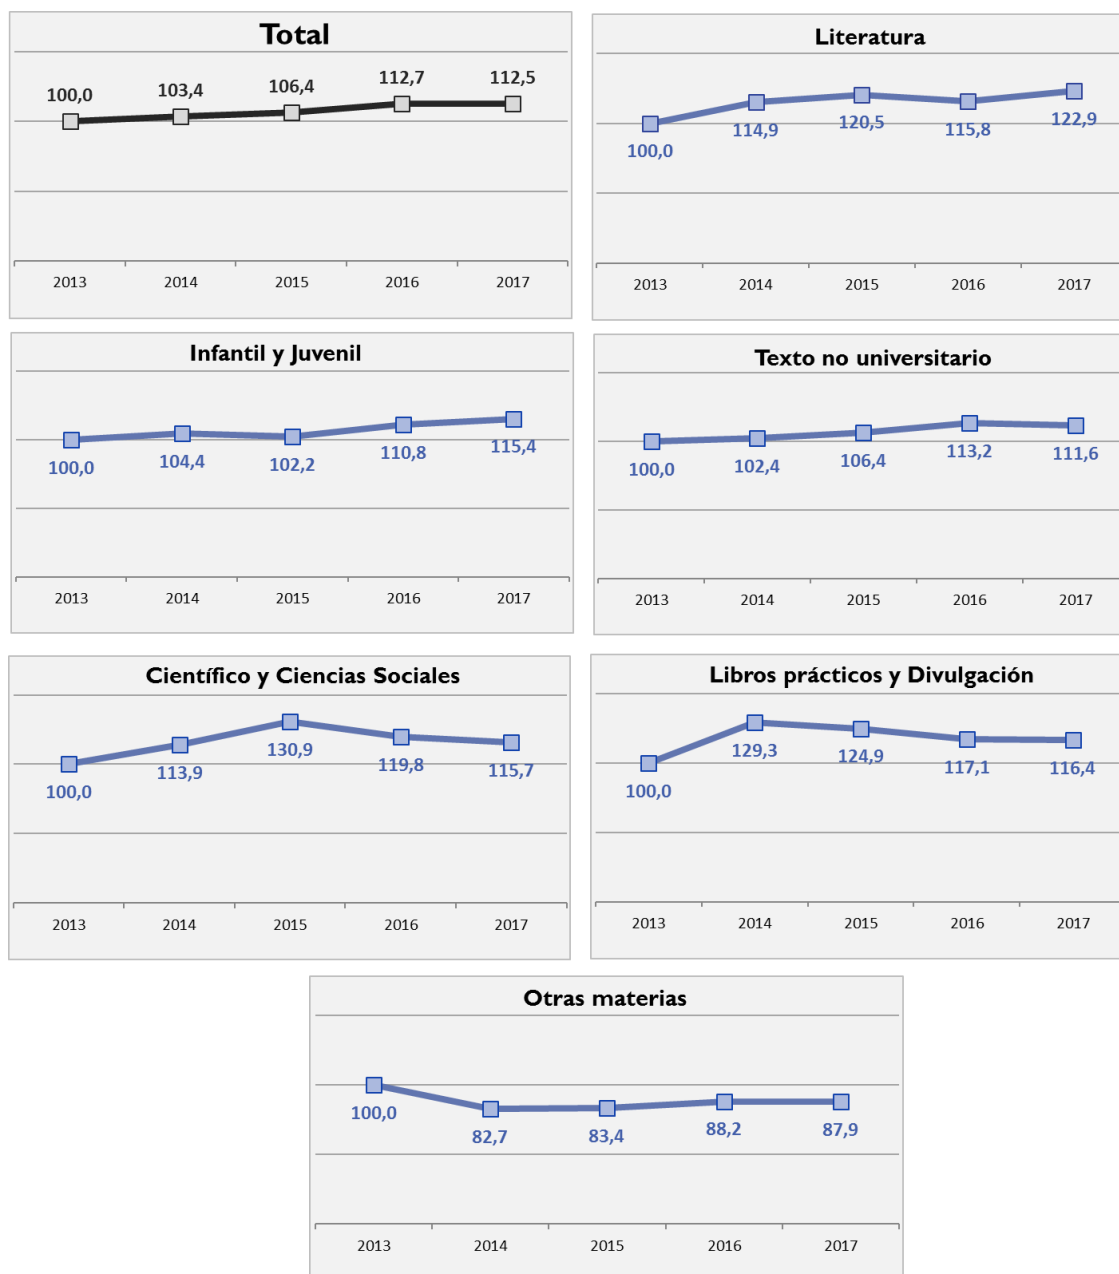 Total
100,0 103,4 106,4 112,7 112,5
2013 2014 2015 2016 2017
Literatura
100,0 114,9 120,5 115,8 122,9
2013 2014 2015 2016 2017
Infantil y Juvenil
100,0 104,4 102,2 110,8 115,4
2013 2014 2015 2016 2017
Texto no universitario
100,0 102,4 106,4 113,2 111,6
2013 2014 2015 2016 2017
Científico y Ciencias Sociales
100,0 113,9 130,9 119,8 115,7
2013 2014 2015 2016 2017
Libros prácticos y Divulgación
100,0 129,3 124,9 117,1 116,4
2013 2014 2015 2016 2017
Otras materias
100,0 82,7 83,4 88,2 87,9
2013 2014 2015 2016 2017